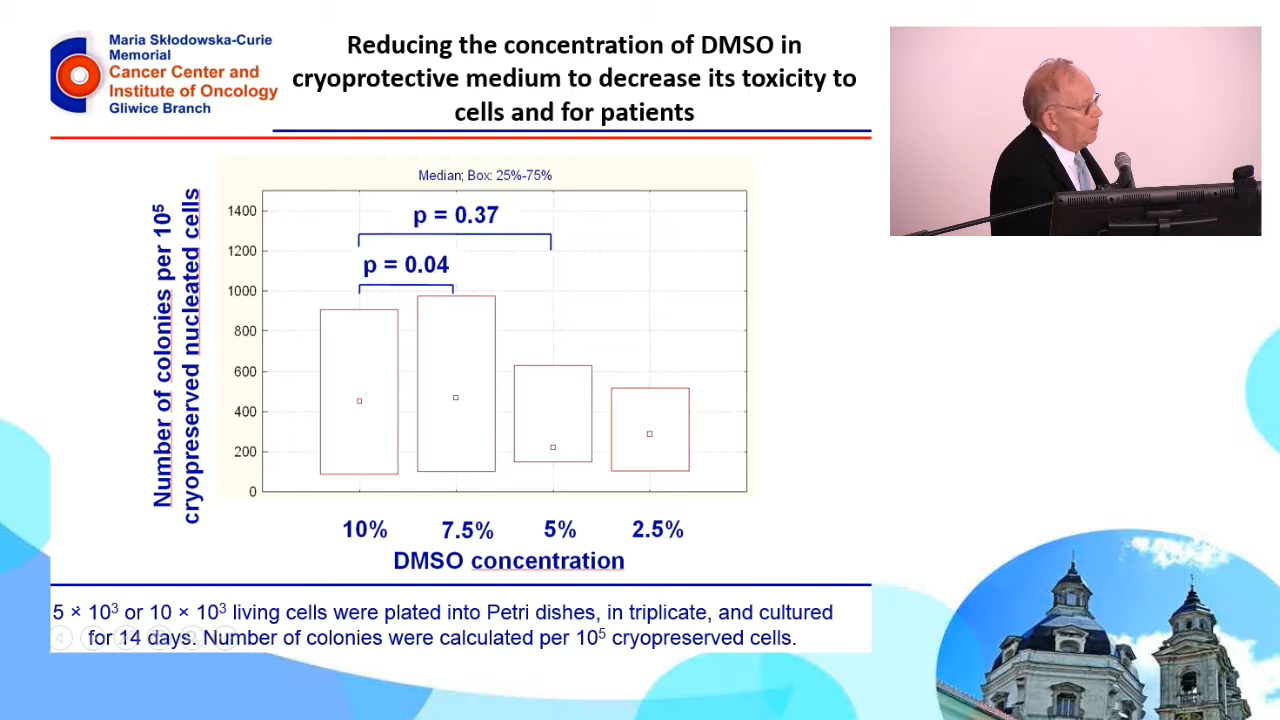 Maria Skłodowska-Curie
Memorial
Cancer Center and
Institute of Oncology
Gliwice Branch
Reducing the concentration of DMSO in
cryoprotective medium to decrease its toxicity to
cells and for patients
Median; Box: 25%-75%
Number of colonies per 10⁵
cryopreserved nucleated cells
1400
1200
1000
800
600
400
200
0
p = 0.37
p = 0.04
10% 7.5% 5% 2.5%
DMSO concentration
5 × 10³ or 10 × 10³ living cells were plated into Petri dishes, in triplicate, and cultured
for 14 days. Number of colonies were calculated per 10⁵ cryopreserved cells.